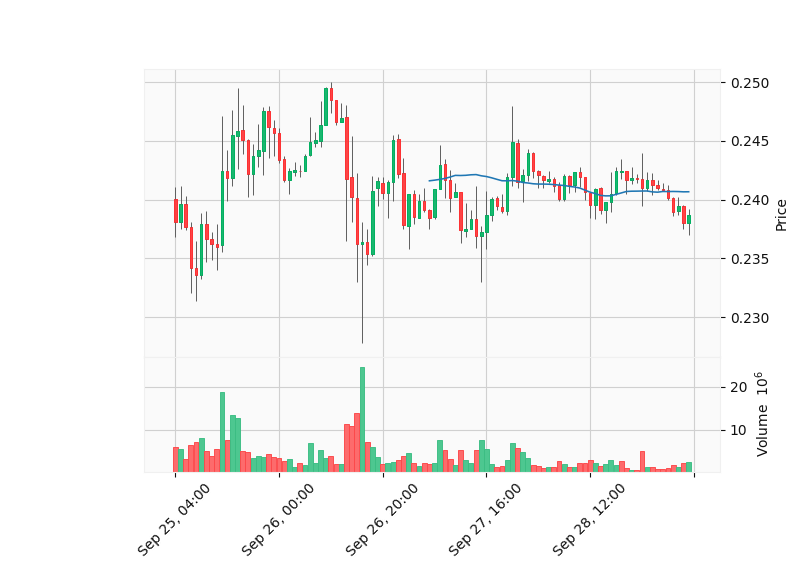 0.250
0.245
0.240
0.235
0.230
Price
20
10
Volume 10^6
Sep 25, 04:00
Sep 26, 00:00
Sep 26, 20:00
Sep 27, 16:00
Sep 28, 12:00